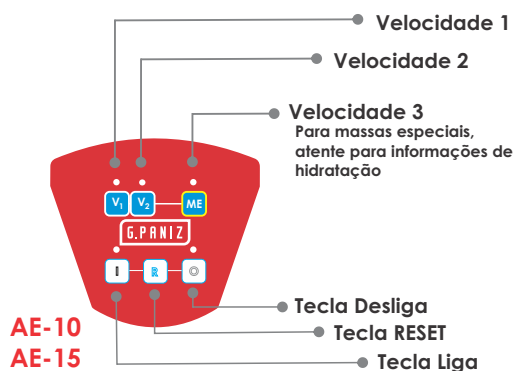 Velocidade 1
Velocidade 2
Velocidade 3
Para massas especiais,
atente para informações de
hidratação
V1 V2 ME
G.PANIZ
I R O
Tecla Desliga
Tecla RESET
Tecla Liga
AE-10
AE-15